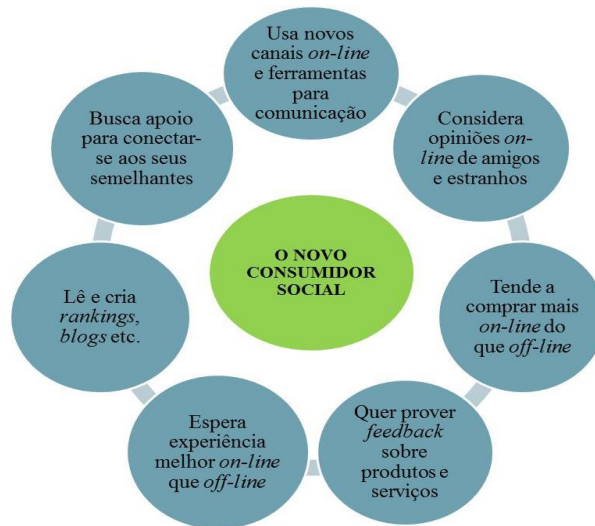 Usa novos
canais on-line
e ferramentas
para
comunicação
Considera
opiniões on-
line de amigos
e estranhos
Tende a
comprar mais
on-line do
que off-line
Quer prover
feedback
sobre
produtos e
serviços
Espera
experiência
melhor on-line
que off-line
Lê e cria
rankings,
blogs etc.
Busca apoio
para conectar-
se aos seus
semelhantes
O NOVO
CONSUMIDOR
SOCIAL